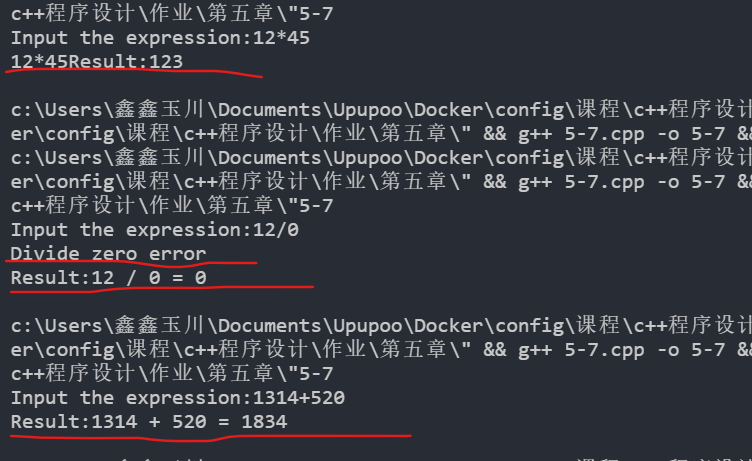 c++程序设计\作业\第五章\"5-7
Input the expression:12*45
12*45Result:123
c:\Users\鑫鑫玉川\Documents\Upupoo\Docker\config\课程\c++程序设计
er\config\课程\c++程序设计\作业\第五章\" && g++ 5-7.cpp -o 5-7 &&
c:\Users\鑫鑫玉川\Documents\Upupoo\Docker\config\课程\c++程序设计
er\config\课程\c++程序设计\作业\第五章\" && g++ 5-7.cpp -o 5-7 &&
c++程序设计\作业\第五章\"5-7
Input the expression:12/0
Divide zero error
Result:12 / 0 = 0
c:\Users\鑫鑫玉川\Documents\Upupoo\Docker\config\课程\c++程序设计
er\config\课程\c++程序设计\作业\第五章\" && g++ 5-7.cpp -o 5-7 &&
c++程序设计\作业\第五章\"5-7
Input the expression:1314+520
Result:1314 + 520 = 1834